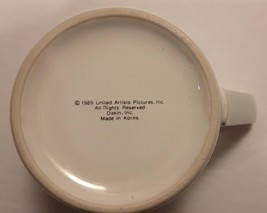 © 1989 United Artists Pictures, Inc.
All Rights Reserved
Dakin, Inc.
Made in Korea